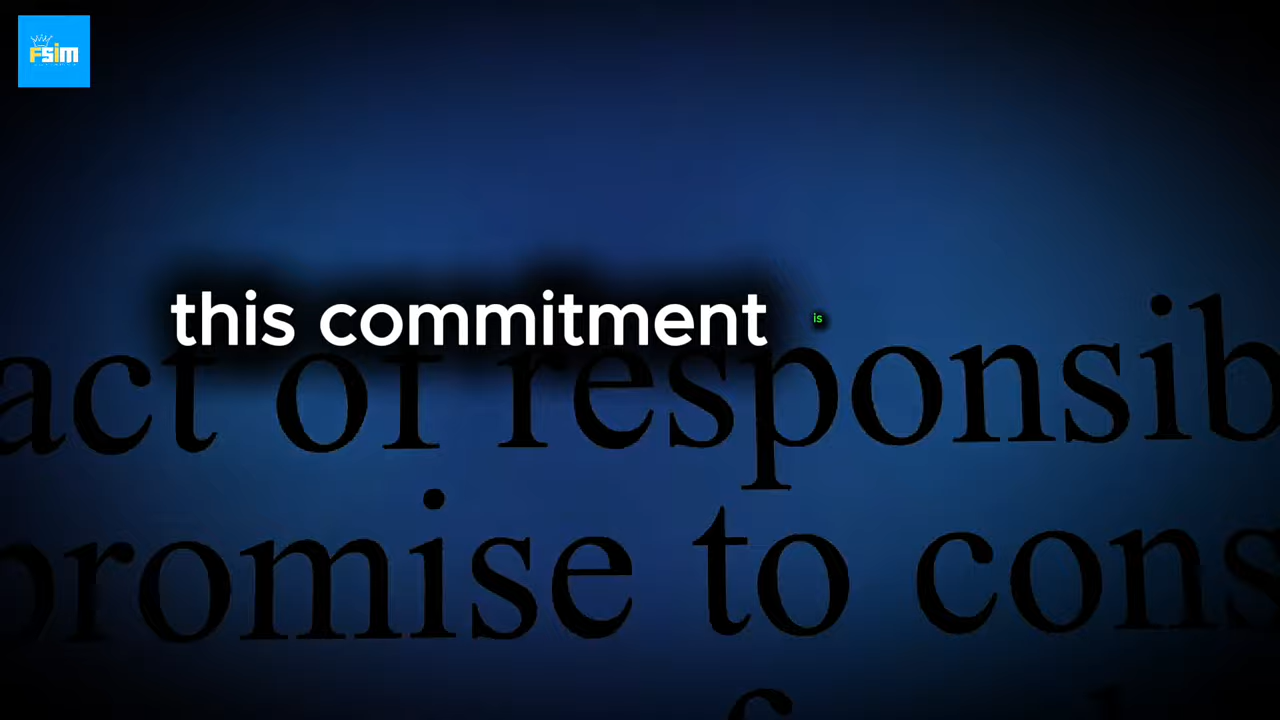 Fsim
this commitment is
act of responsib
promise to cons